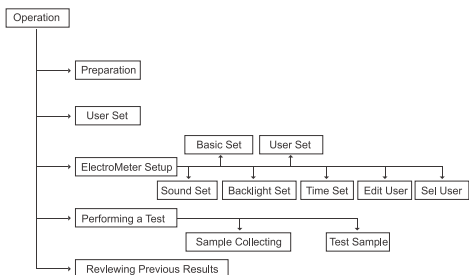 Operation
Preparation
User Set
Basic Set
User Set
ElectroMeter Setup
Sound Set
Backlight Set
Time Set
Edit User
Sel User
Performing a Test
Sample Collecting
Test Sample
Revlewing Previous Results